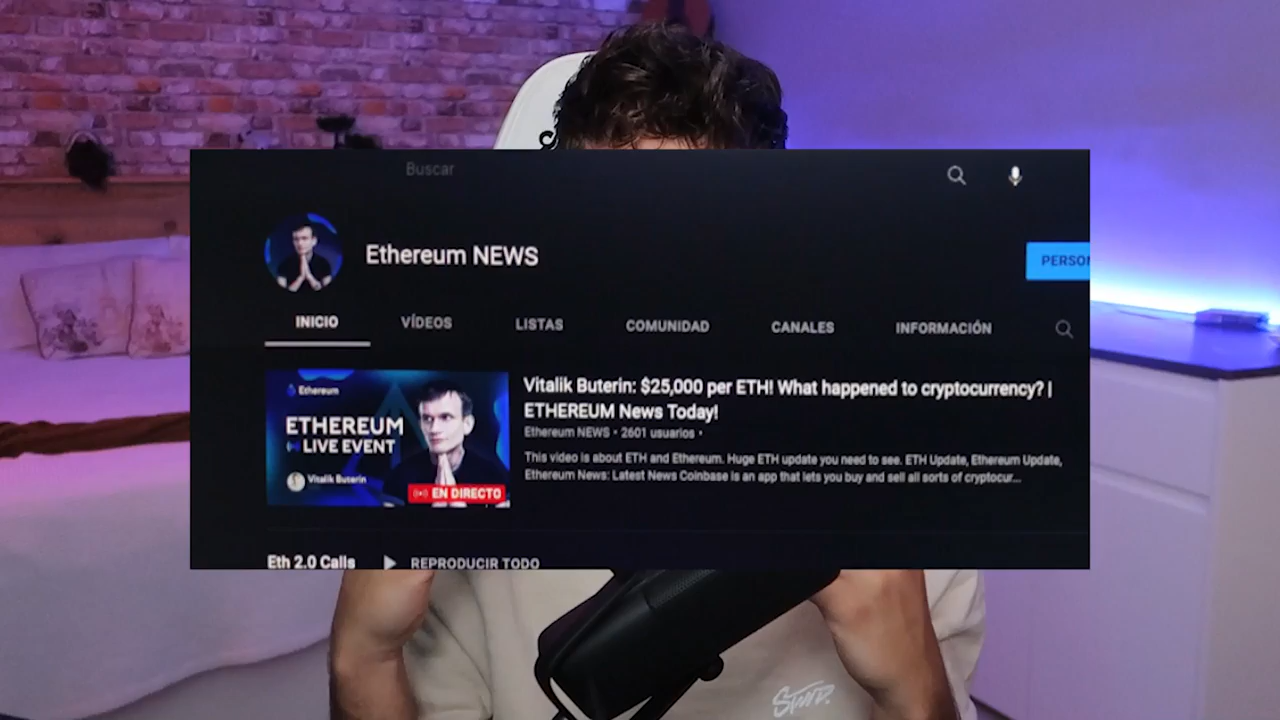 Buscar
Ethereum NEWS
PERSON
INICIO
VÍDEOS
LISTAS
COMUNIDAD
CANALES
INFORMACIÓN
Ethereum
ETHEREUM
LIVE EVENT
Vitalik Buterin
EN DIRECTO
Vitalik Buterin: $25,000 per ETH! What happened to cryptocurrency? |
ETHEREUM News Today!
Ethereum NEWS • 2601 usuarios •
This video is about ETH and Ethereum. Huge ETH update you need to see. ETH Update, Ethereum Update,
Ethereum News: Latest News Coinbase is an app that lets you buy and sell all sorts of cryptocur...
Eth 2.0 Calls
REPRODUCIR TODO